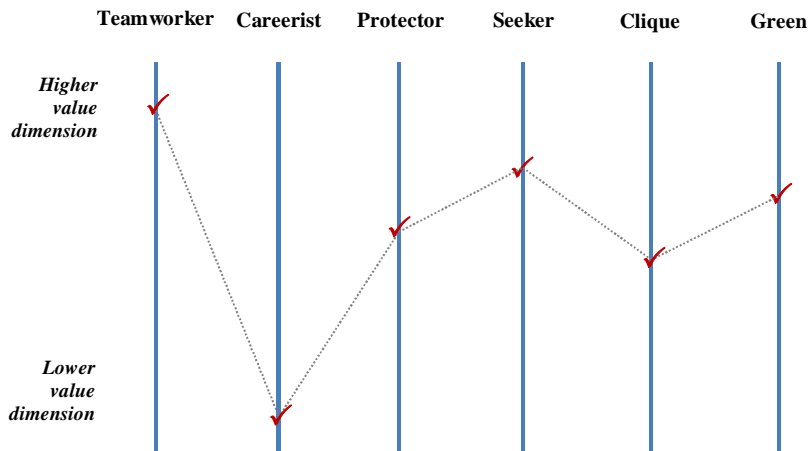 Teamworker Careerist Protector Seeker Clique Green
Higher
value
dimension
Lower
value
dimension